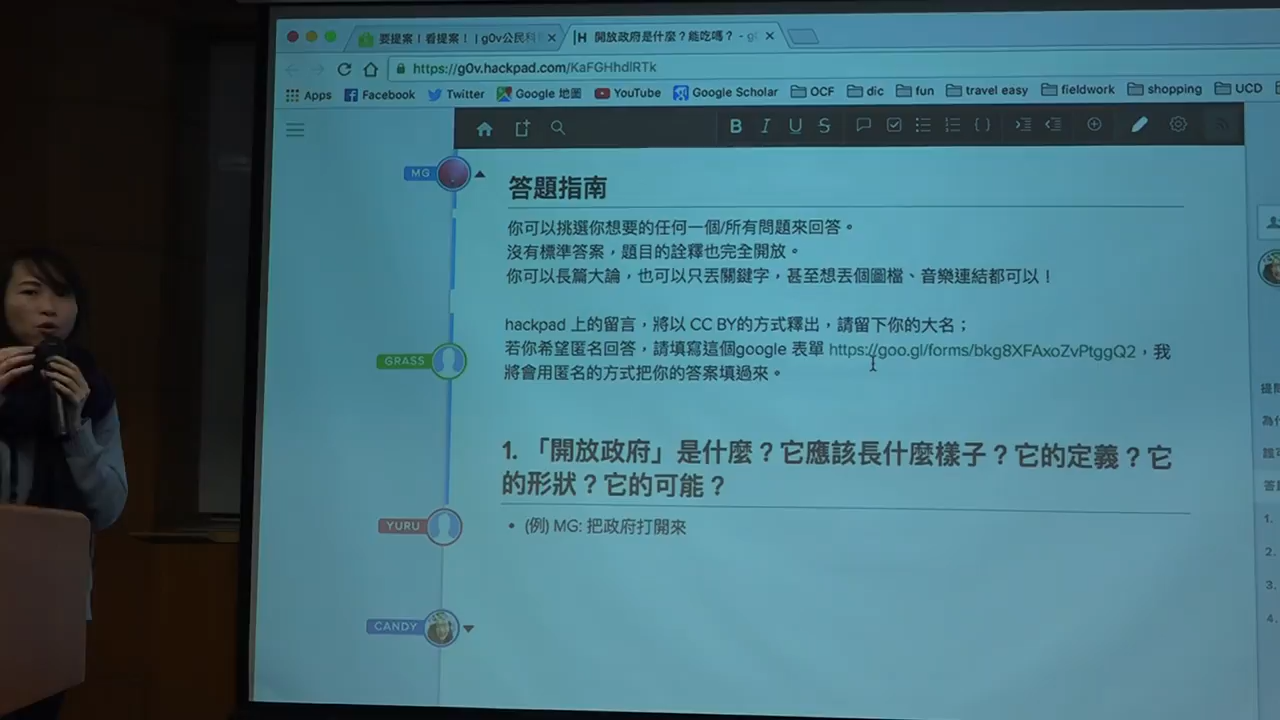 要提案！看提案！ | g0v公民科
開放政府是什麼？能吃嗎？ - g0
https://g0v.hackpad.com/KaFGHhdlRTk
Apps Facebook Twitter Google 地圖 YouTube Google Scholar OCF dic fun travel easy fieldwork shopping UCD
B I U S
MG
答題指南
你可以挑選你想要的任何一個/所有問題來回答。
沒有標準答案，題目的詮釋也完全開放。
你可以長篇大論，也可以只丟關鍵字，甚至想丟個圖檔、音樂連結都可以！
hackpad 上的留言，將以 CC BY的方式釋出，請留下你的大名；
GRASS
若你希望匿名回答，請填寫這個google 表單 https://goo.gl/forms/bkg8XFAxoZvPtggQ2，我
將會用匿名的方式把你的答案填過來。
1. 「開放政府」是什麼？它應該長什麼樣子？它的定義？它
的形狀？它的可能？
YURU
• (例) MG: 把政府打開來
CANDY
1.
2.
3.
4.